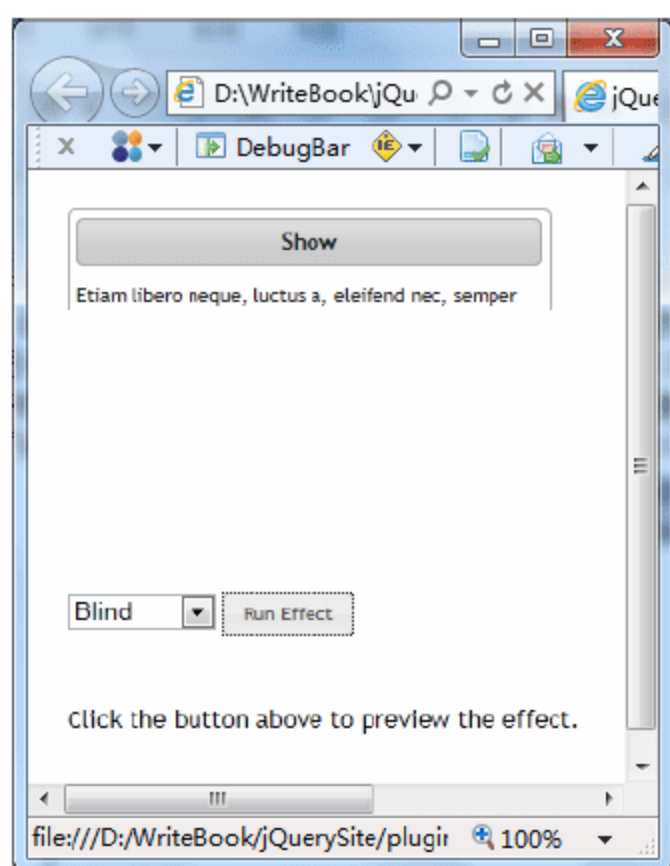 D:\WriteBook\jQu
jQue
x DebugBar
Show
Etiam libero neque, luctus a, eleifend nec, semper
Blind Run Effect
Click the button above to preview the effect.
file:///D:/WriteBook/jQuerySite/plugin 100%